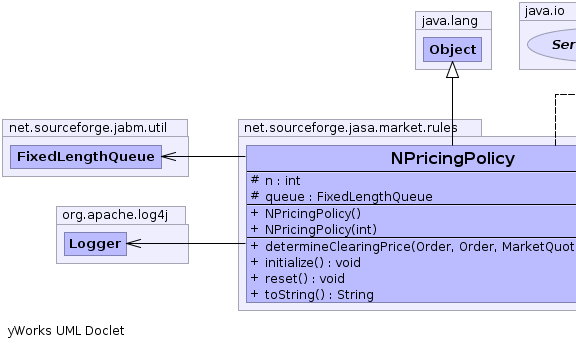 java.lang
Object
java.io
Ser
net.sourceforge.jabm.util
FixedLengthQueue
net.sourceforge.jasa.market.rules
NPricingPolicy
# n : int
# queue : FixedLengthQueue
+ NPricingPolicy()
+ NPricingPolicy(int)
+ determineClearingPrice(Order, Order, MarketQuot
+ initialize() : void
+ reset() : void
+ toString() : String
org.apache.log4j
Logger
yWorks UML Doclet